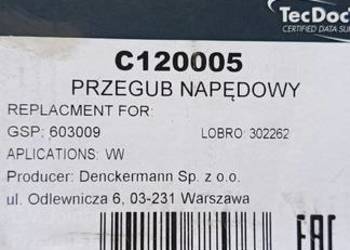 TecDoc
CERTIFIED DATA SU
C120005
PRZEGUB NAPĘDOWY
REPLACMENT FOR:
GSP: 603009 LOBRO: 302262
APLICATIONS: VW
Producer: Denckermann Sp. z o.o.
ul. Odlewnicza 6, 03-231 Warszawa
EAC